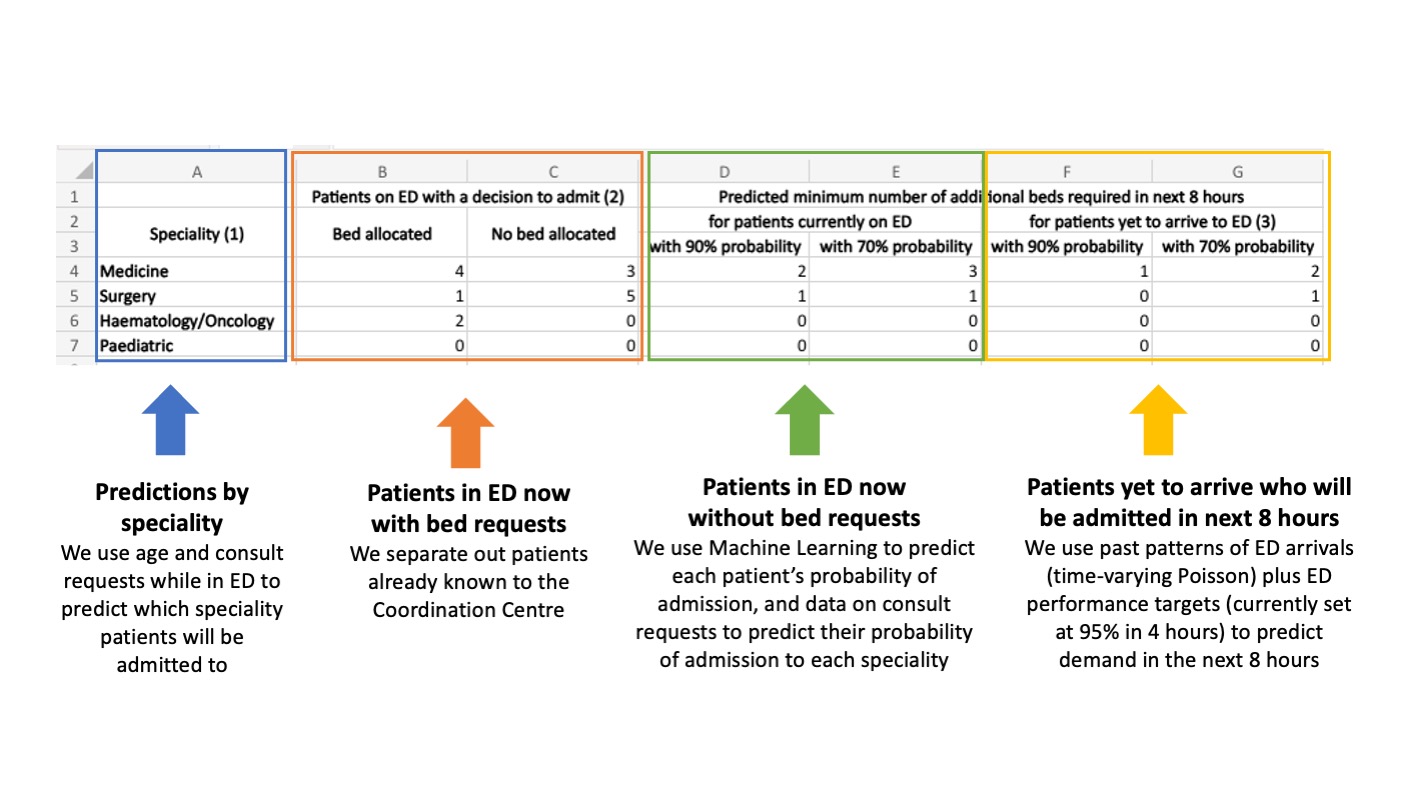 A B C D E F G
1 Patients on ED with a decision to admit (2) Predicted minimum number of additional beds required in next 8 hours
2 Speciality (1) Bed allocated No bed allocated for patients currently on ED for patients yet to arrive to ED (3)
3 with 90% probability with 70% probability with 90% probability with 70% probability
4 Medicine 4 3 2 3 1 2
5 Surgery 1 5 1 1 0 1
6 Haematology/Oncology 2 0 0 0 0 0
7 Paediatric 0 0 0 0 0 0
Predictions by
speciality
We use age and consult
requests while in ED to
predict which speciality
patients will be
admitted to
Patients in ED now
with bed requests
We separate out patients
already known to the
Coordination Centre
Patients in ED now
without bed requests
We use Machine Learning to predict
each patient's probability of
admission, and data on consult
requests to predict their probability
of admission to each speciality
Patients yet to arrive who will
be admitted in next 8 hours
We use past patterns of ED arrivals
(time-varying Poisson) plus ED
performance targets (currently set
at 95% in 4 hours) to predict
demand in the next 8 hours